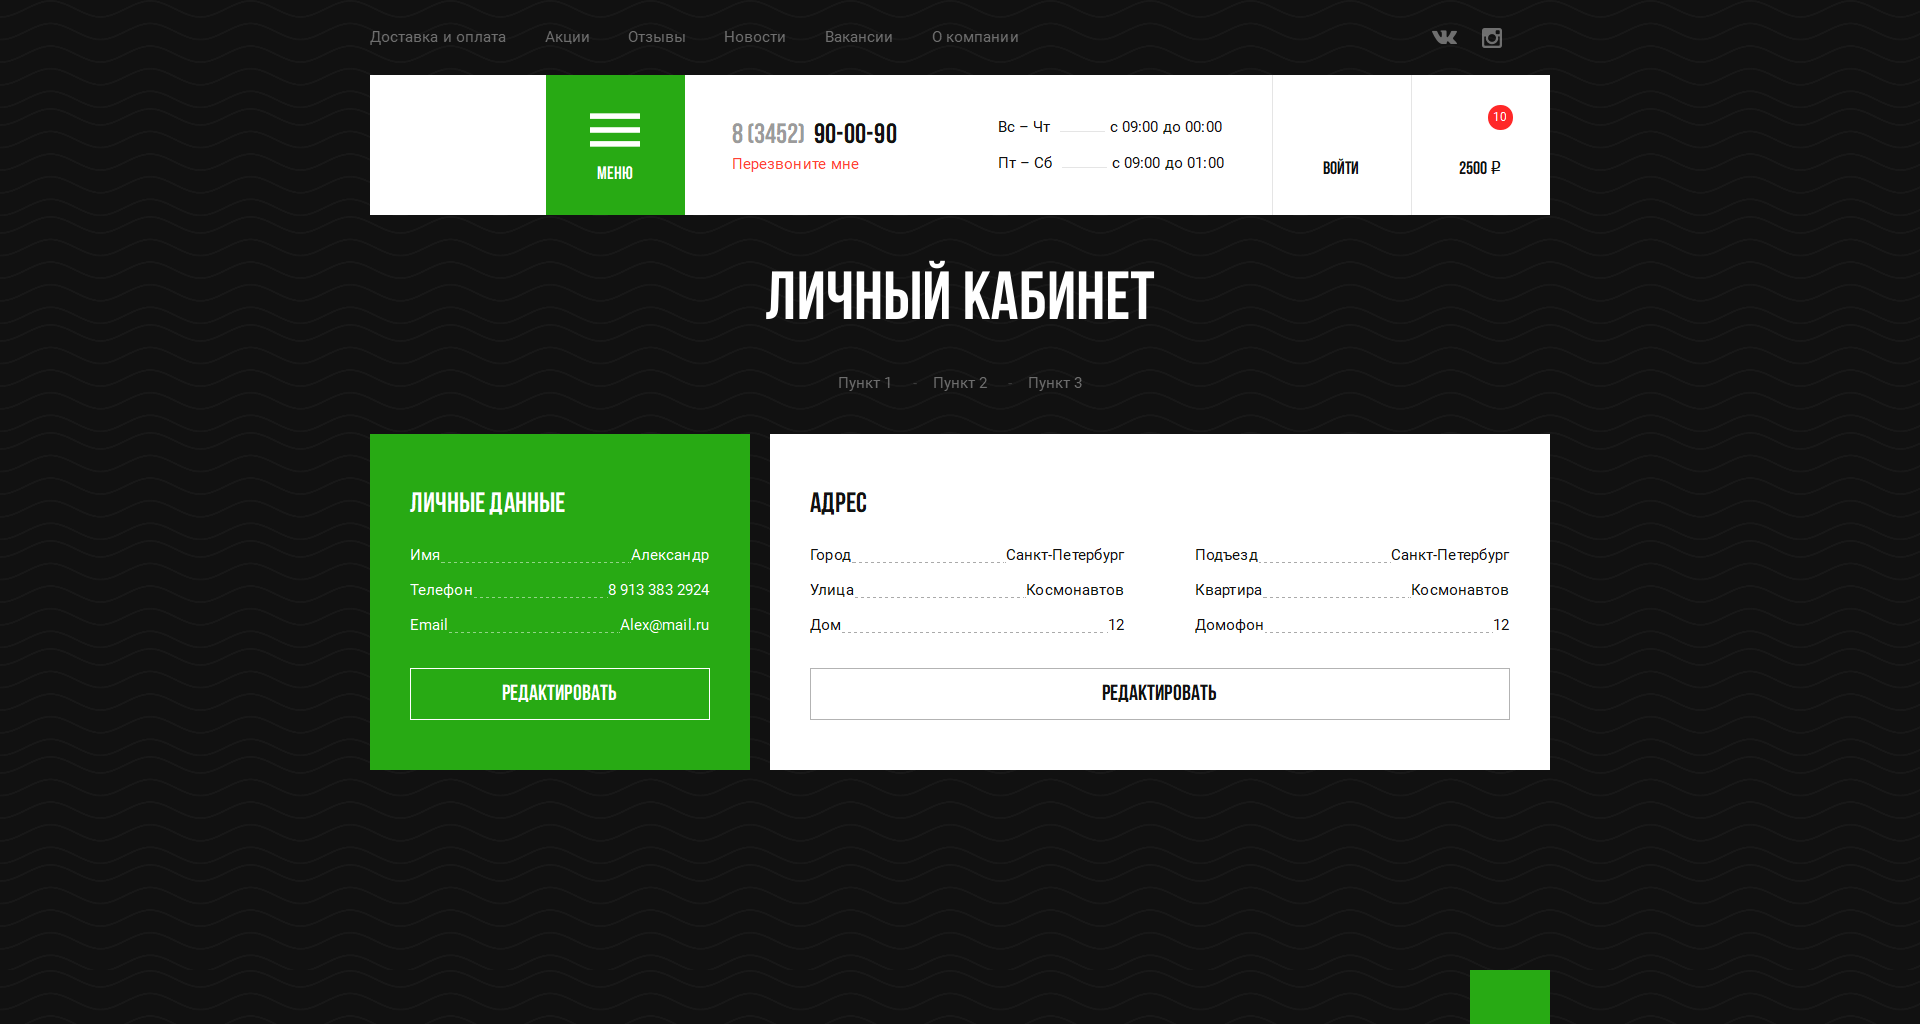 Доставка и оплата Акции Отзывы Новости Вакансии О компании
МЕНЮ
8 (3452) 90-00-90
Перезвоните мне
Вс – Чт с 09:00 до 00:00
Пт – Сб с 09:00 до 01:00
ВОЙТИ
10
2500 ₽
ЛИЧНЫЙ КАБИНЕТ
Пункт 1 - Пункт 2 - Пункт 3
ЛИЧНЫЕ ДАННЫЕ
Имя Александр
Телефон 8 913 383 2924
Email Alex@mail.ru
РЕДАКТИРОВАТЬ
АДРЕС
Город Санкт-Петербург
Улица Космонавтов
Дом 12
Подъезд Санкт-Петербург
Квартира Космонавтов
Домофон 12
РЕДАКТИРОВАТЬ